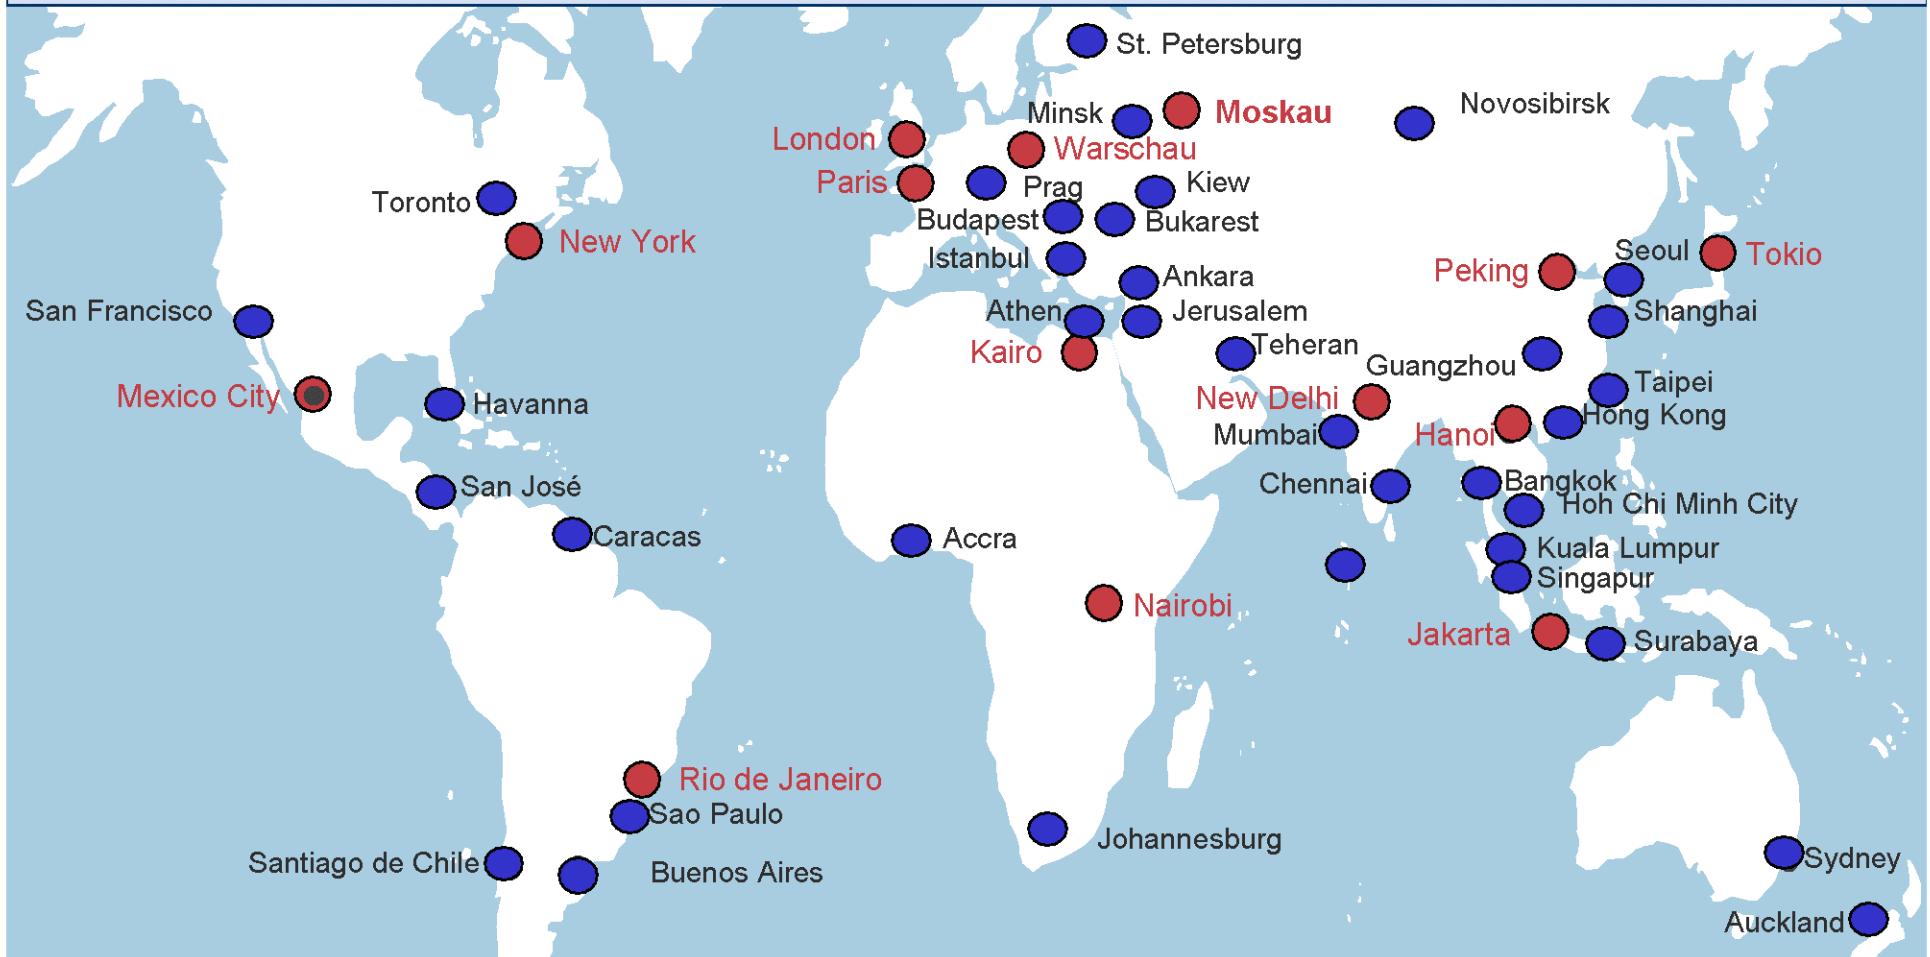 St. Petersburg
Novosibirsk
Minsk
Moskau
London
Warschau
Paris
Prag
Kiew
Toronto
Budapest
Bukarest
New York
Istanbul
Seoul
Tokio
Peking
Ankara
San Francisco
Athen
Jerusalem
Shanghai
Kairo
Teheran
Guangzhou
Taipei
Mexico City
Havanna
New Delhi
Hong Kong
Mumbai
Hanoi
San José
Chennai
Bangkok
Hoh Chi Minh City
Caracas
Accra
Kuala Lumpur
Singapur
Nairobi
Jakarta
Surabaya
Rio de Janeiro
Sao Paulo
Johannesburg
Santiago de Chile
Buenos Aires
Sydney
Auckland